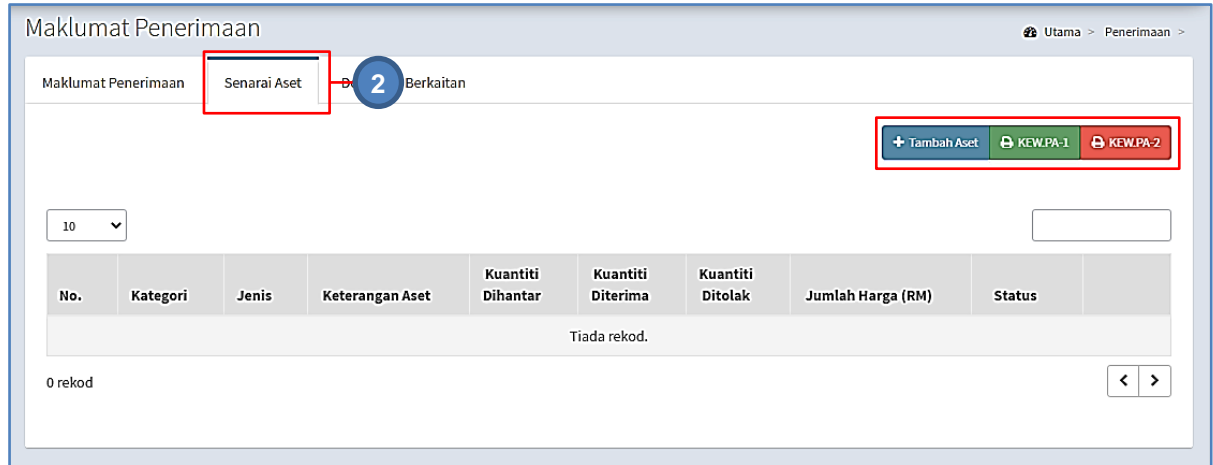 Maklumat Penerimaan
Utama > Penerimaan >
Maklumat Penerimaan Senarai Aset 2 Berkaitan
+ Tambah Aset KEW.PA-1 KEW.PA-2
10
No. Kategori Jenis Keterangan Aset Kuantiti Dihantar Kuantiti Diterima Kuantiti Ditolak Jumlah Harga (RM) Status
Tiada rekod.
0 rekod
< >